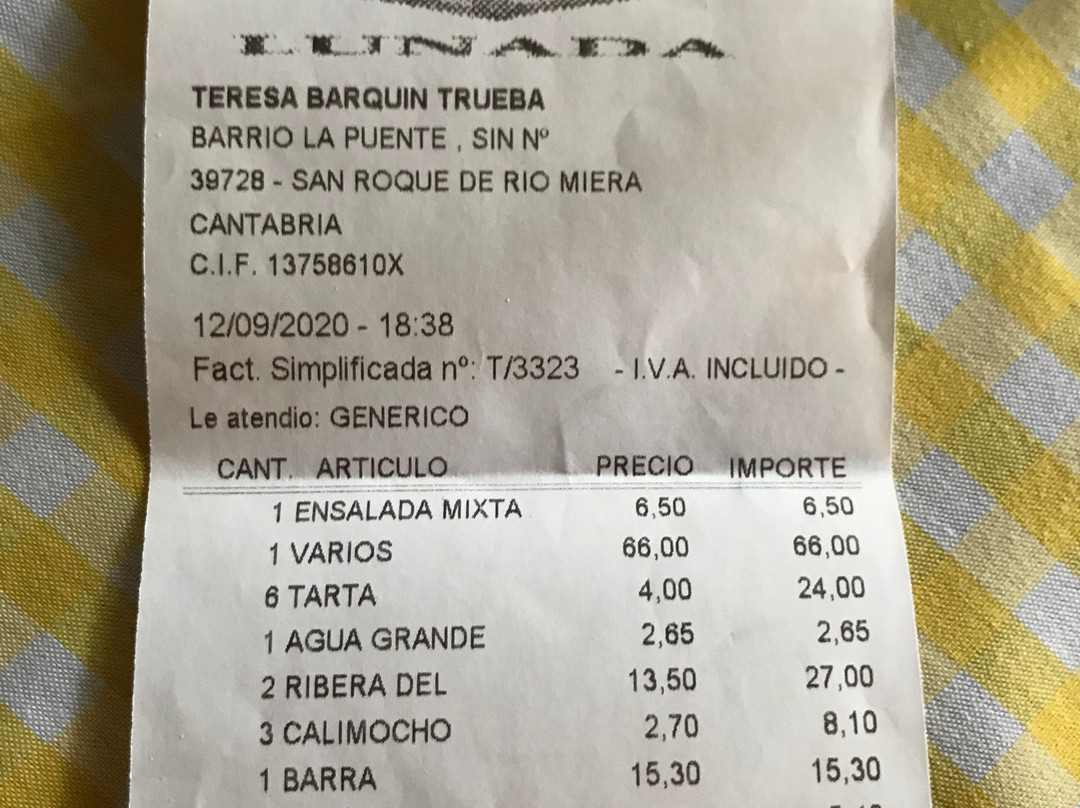 LUNADA
TERESA BARQUIN TRUEBA
BARRIO LA PUENTE , SIN Nº
39728 - SAN ROQUE DE RIO MIERA
CANTABRIA
C.I.F. 13758610X
12/09/2020 - 18:38
Fact. Simplificada nº: T/3323 - I.V.A. INCLUIDO -
Le atendio: GENERICO
CANT. ARTICULO PRECIO IMPORTE
1 ENSALADA MIXTA 6,50 6,50
1 VARIOS 66,00 66,00
6 TARTA 4,00 24,00
1 AGUA GRANDE 2,65 2,65
2 RIBERA DEL 13,50 27,00
3 CALIMOCHO 2,70 8,10
1 BARRA 15,30 15,30